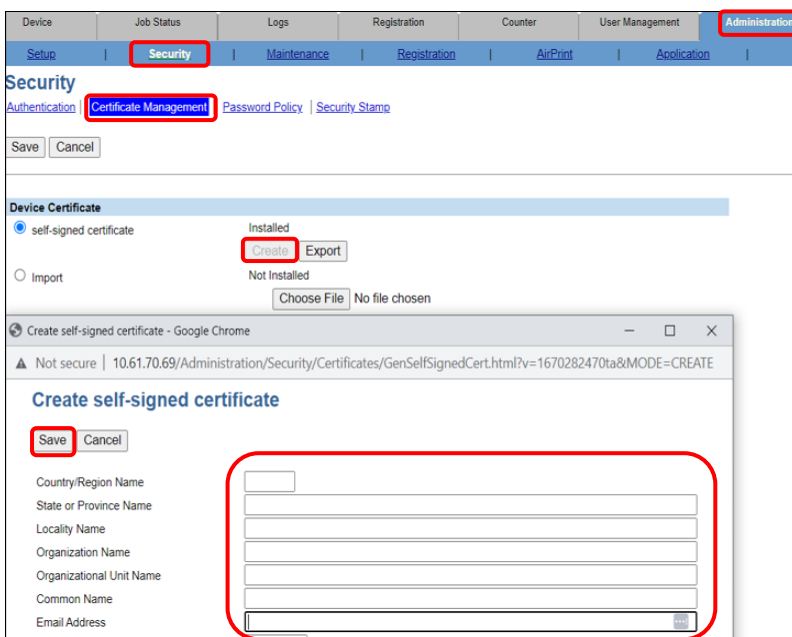 Device Job Status Logs Registration Counter User Management Administration
Setup | Security | Maintenance | Registration | AirPrint | Application |
Security
Authentication | Certificate Management Password Policy | Security Stamp
Save Cancel
Device Certificate
self-signed certificate Installed
Create Export
Import Not Installed
Choose File No file chosen
Create self-signed certificate - Google Chrome
Not secure | 10.61.70.69/Administration/Security/Certificates/GenSelfSignedCert.html?v=1670282470ta&MODE=CREATE
Create self-signed certificate
Save Cancel
Country/Region Name
State or Province Name
Locality Name
Organization Name
Organizational Unit Name
Common Name
Email Address